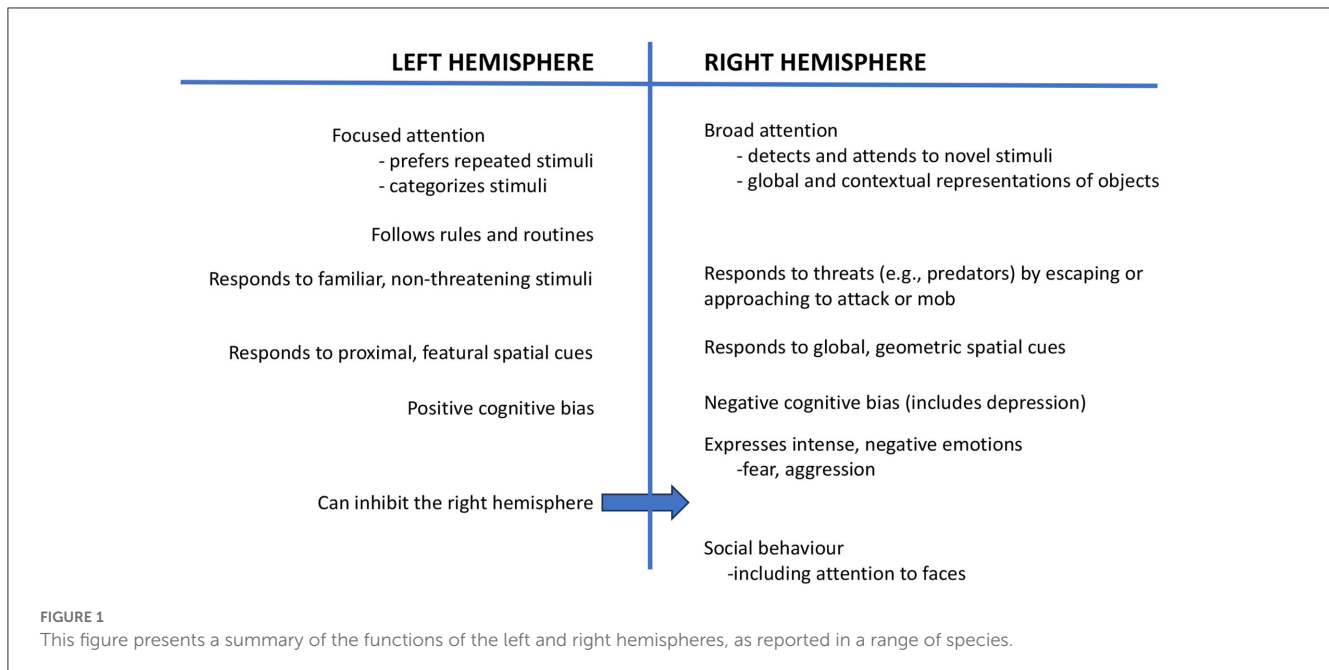 LEFT HEMISPHERE
RIGHT HEMISPHERE
Focused attention
- prefers repeated stimuli
- categorizes stimuli
Follows rules and routines
Responds to familiar, non-threatening stimuli
Responds to proximal, featural spatial cues
Positive cognitive bias
Can inhibit the right hemisphere
Broad attention
- detects and attends to novel stimuli
- global and contextual representations of objects
Responds to threats (e.g., predators) by escaping or
approaching to attack or mob
Responds to global, geometric spatial cues
Negative cognitive bias (includes depression)
Expresses intense, negative emotions
-fear, aggression
Social behaviour
-including attention to faces
FIGURE 1
This figure presents a summary of the functions of the left and right hemispheres, as reported in a range of species.